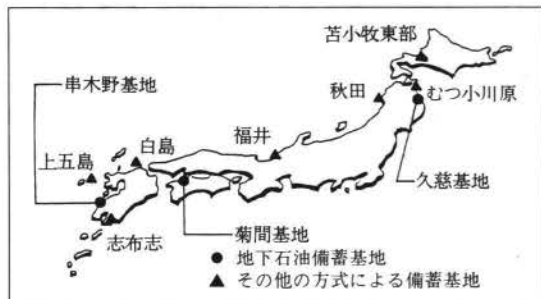 苫小牧東部
串木野基地
秋田
むつ小川原
白島
福井
上五島
久慈基地
志布志
菊間基地
●地下石油備蓄基地
▲その他の方式による備蓄基地